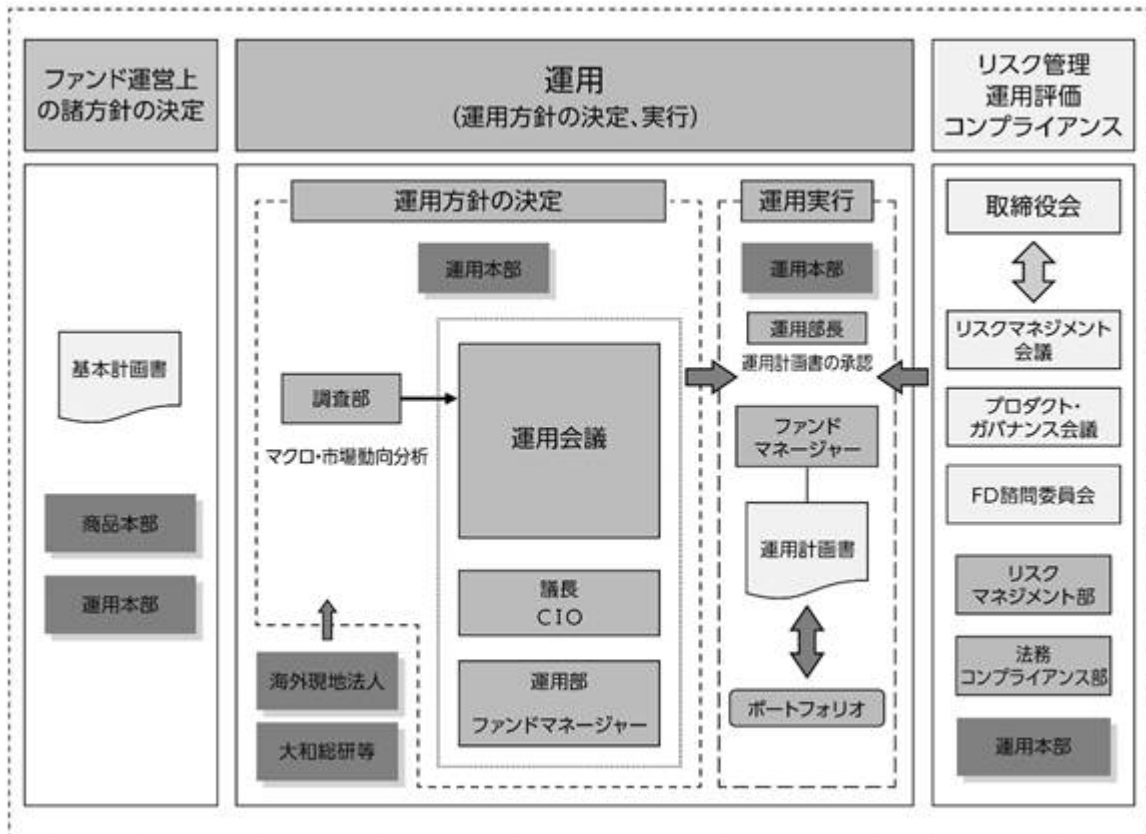 ファンド運営上
の諸方針の決定
運用
(運用方針の決定、実行)
リスク管理
運用評価
コンプライアンス
基本計画書
商品本部
運用本部
運用方針の決定
運用本部
調査部
マクロ・市場動向分析
運用会議
議長
CIO
運用部
ファンドマネージャー
海外現地法人
大和総研等
運用実行
運用本部
運用部長
運用計画書の承認
ファンド
マネージャー
運用計画書
ポートフォリオ
取締役会
リスクマネジメント
会議
プロダクト・
ガバナンス会議
FD諮問委員会
リスク
マネジメント部
法務
コンプライアンス部
運用本部